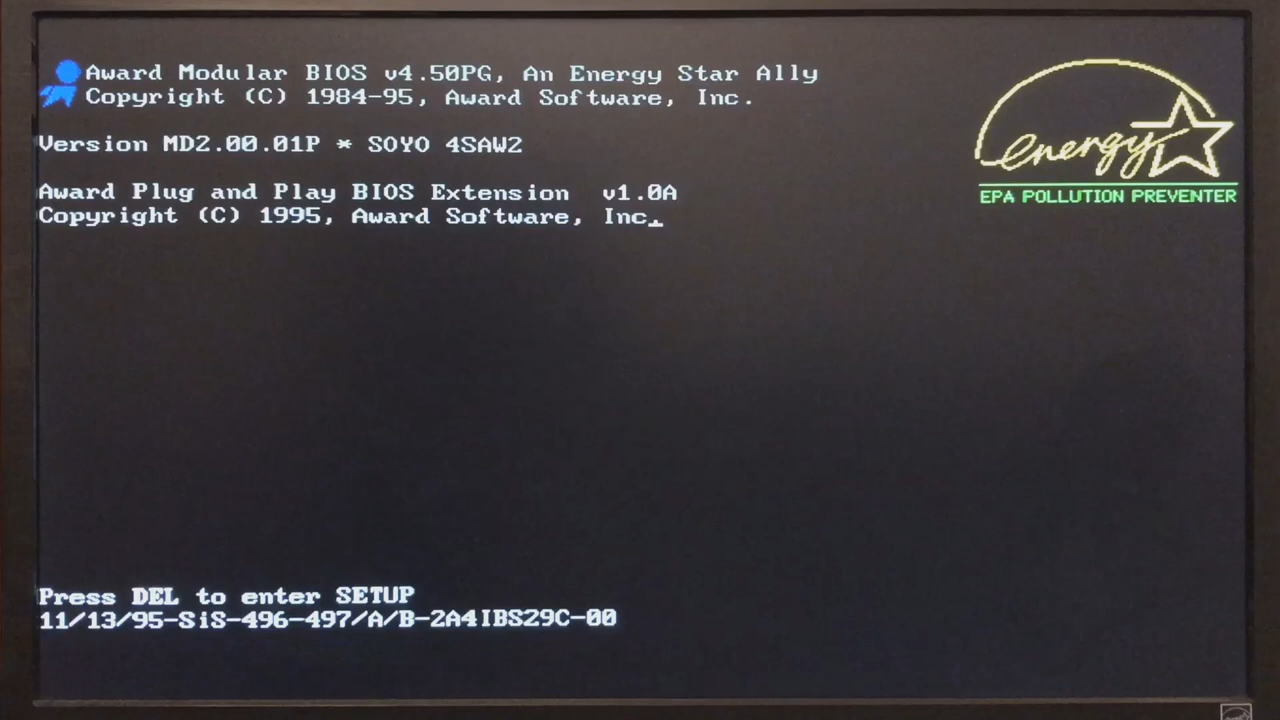 Award Modular BIOS v4.50PG, An Energy Star Ally
Copyright (C) 1984-95, Award Software, Inc.
Version MD2.00.01P * SOYO 4SAW2
Award Plug and Play BIOS Extension v1.0A
Copyright (C) 1995, Award Software, Inc_
energy
EPA POLLUTION PREVENTER
Press DEL to enter SETUP
11/13/95-SiS-496-497/A/B-2A4IBS29C-00